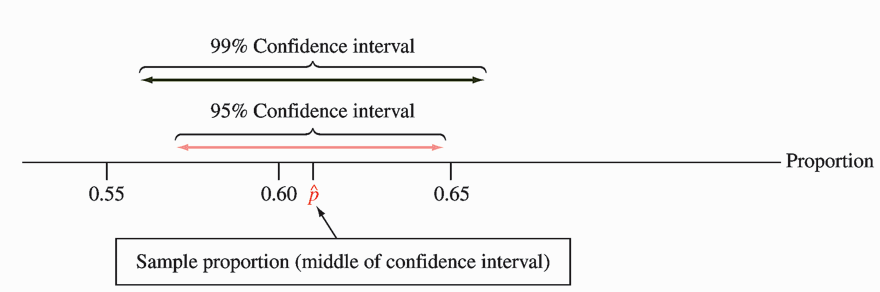 99% Confidence interval
95% Confidence interval
Proportion
0.55 0.60 p̂ 0.65
Sample proportion (middle of confidence interval)